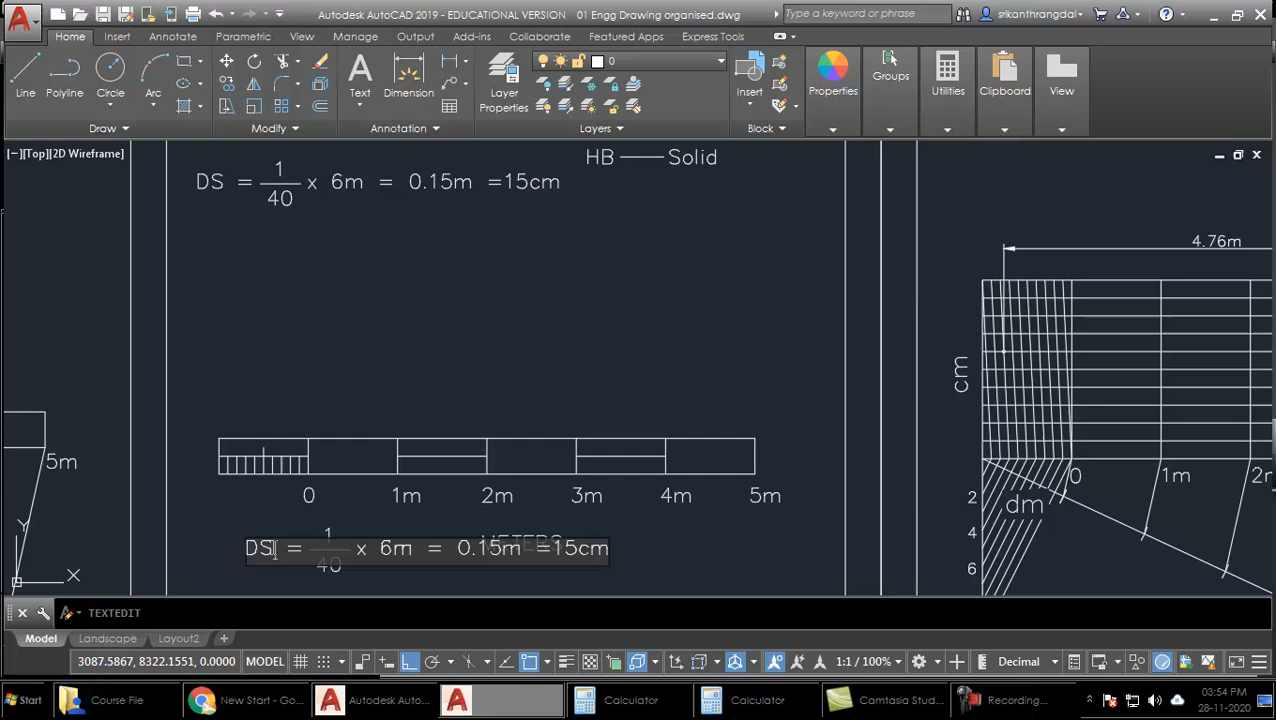 Autodesk AutoCAD 2019 - EDUCATIONAL VERSION 01 Engg Drawing organised.dwg
Type a keyword or phrase
srikanthrangdal
Home Insert Annotate Parametric View Manage Output Add-ins Collaborate Featured Apps Express Tools
Line Polyline Circle Arc
Text Dimension
Layer Properties
0
Insert
Properties Groups Utilities Clipboard View
Draw Modify Annotation Layers Block
[−][Top][2D Wireframe]
HB Solid
DS = 1/40 x 6m = 0.15m =15cm
4.76m
cm
5m
0 1m 2m 3m 4m 5m
0 1m
dm
2
4
6
METERS
DS = 1/40 x 6m = 0.15m =15cm
Y
X
TEXTEDIT
Model Landscape Layout2 +
3087.5867, 8322.1551, 0.0000 MODEL 1:1 / 100% Decimal
Start Course File New Start - Goo... Autodesk Auto... Calculator Calculator Camtasia Studio Recording...
03:54 PM
28-11-2020